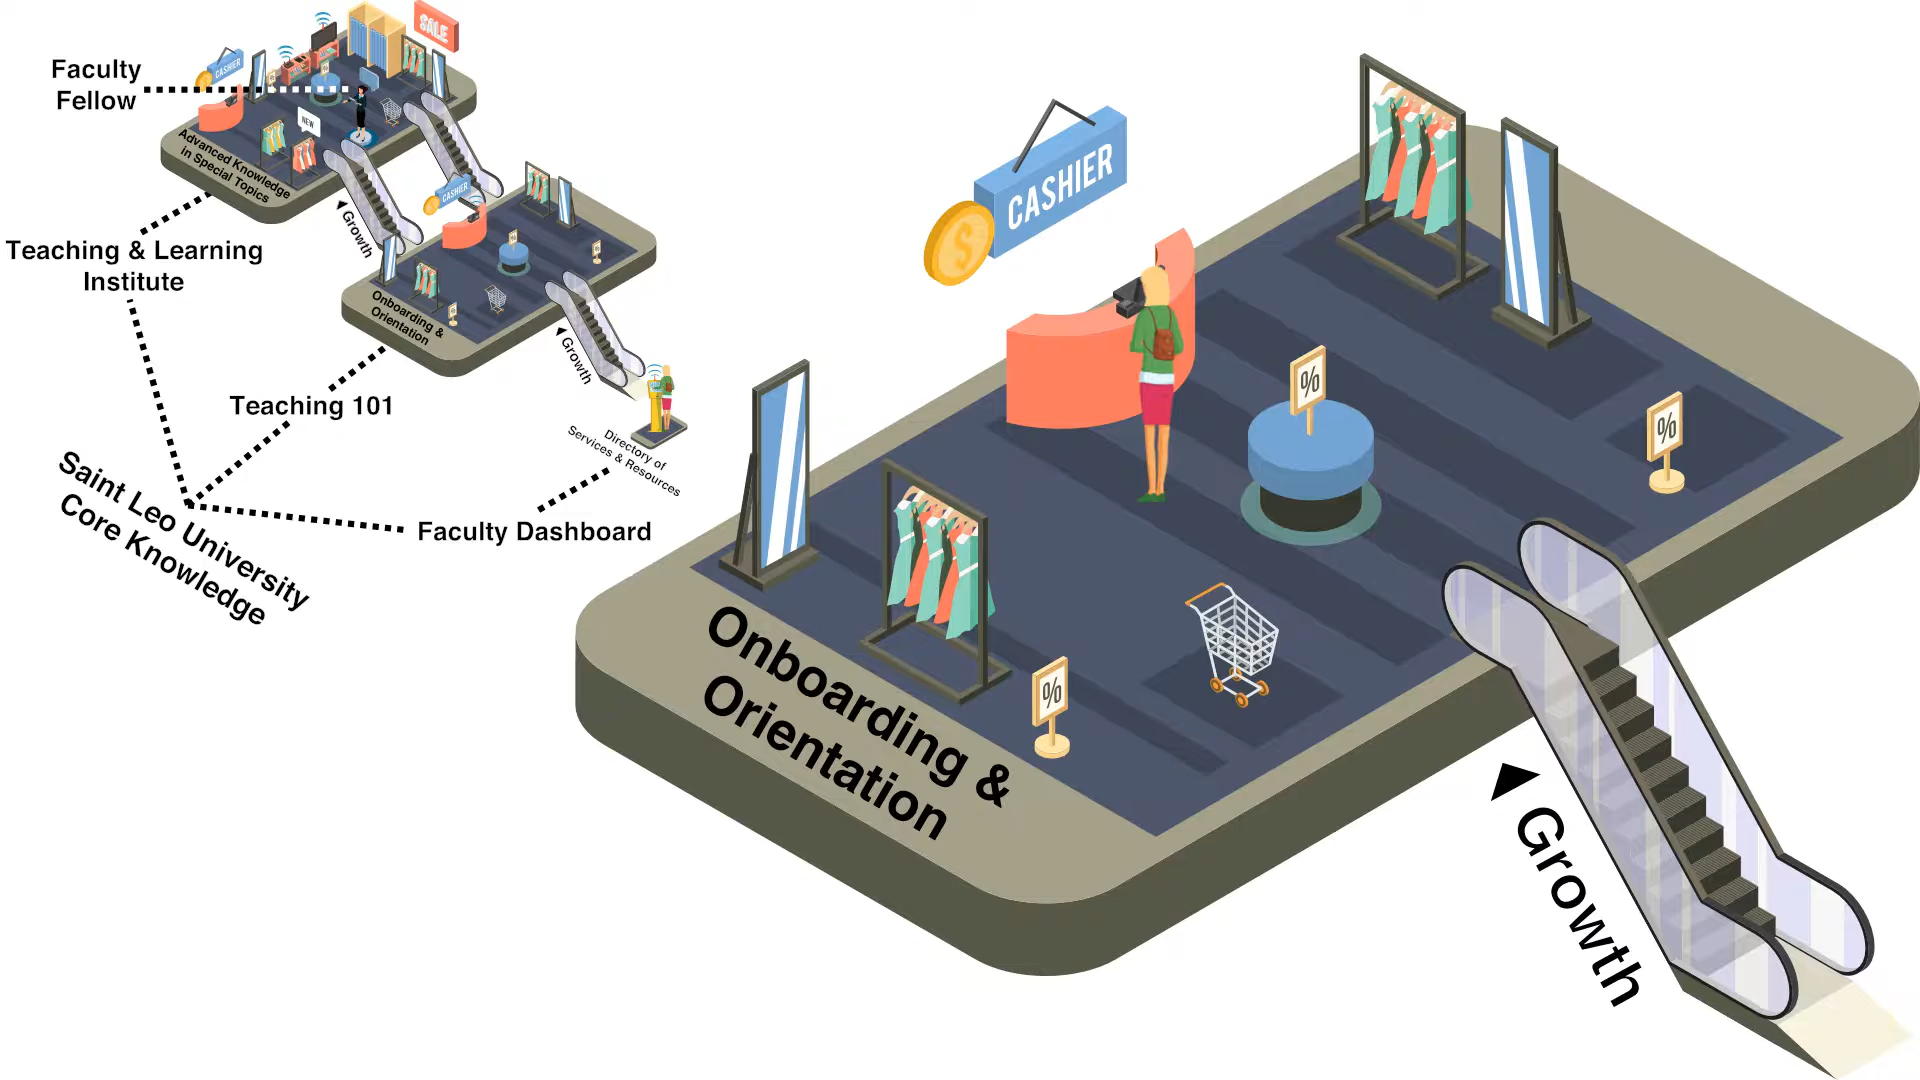 SALE
CASHIER
Faculty
Fellow
NEW
Advanced Knowledge
in Special Topics
Growth
CASHIER
Teaching & Learning
Institute
%
%
Onboarding &
Orientation
%
Growth
Teaching 101
Directory of
Services & Resources
Saint Leo University
Core Knowledge
Faculty Dashboard
CASHIER
$
%
%
%
Onboarding &
Orientation
Growth